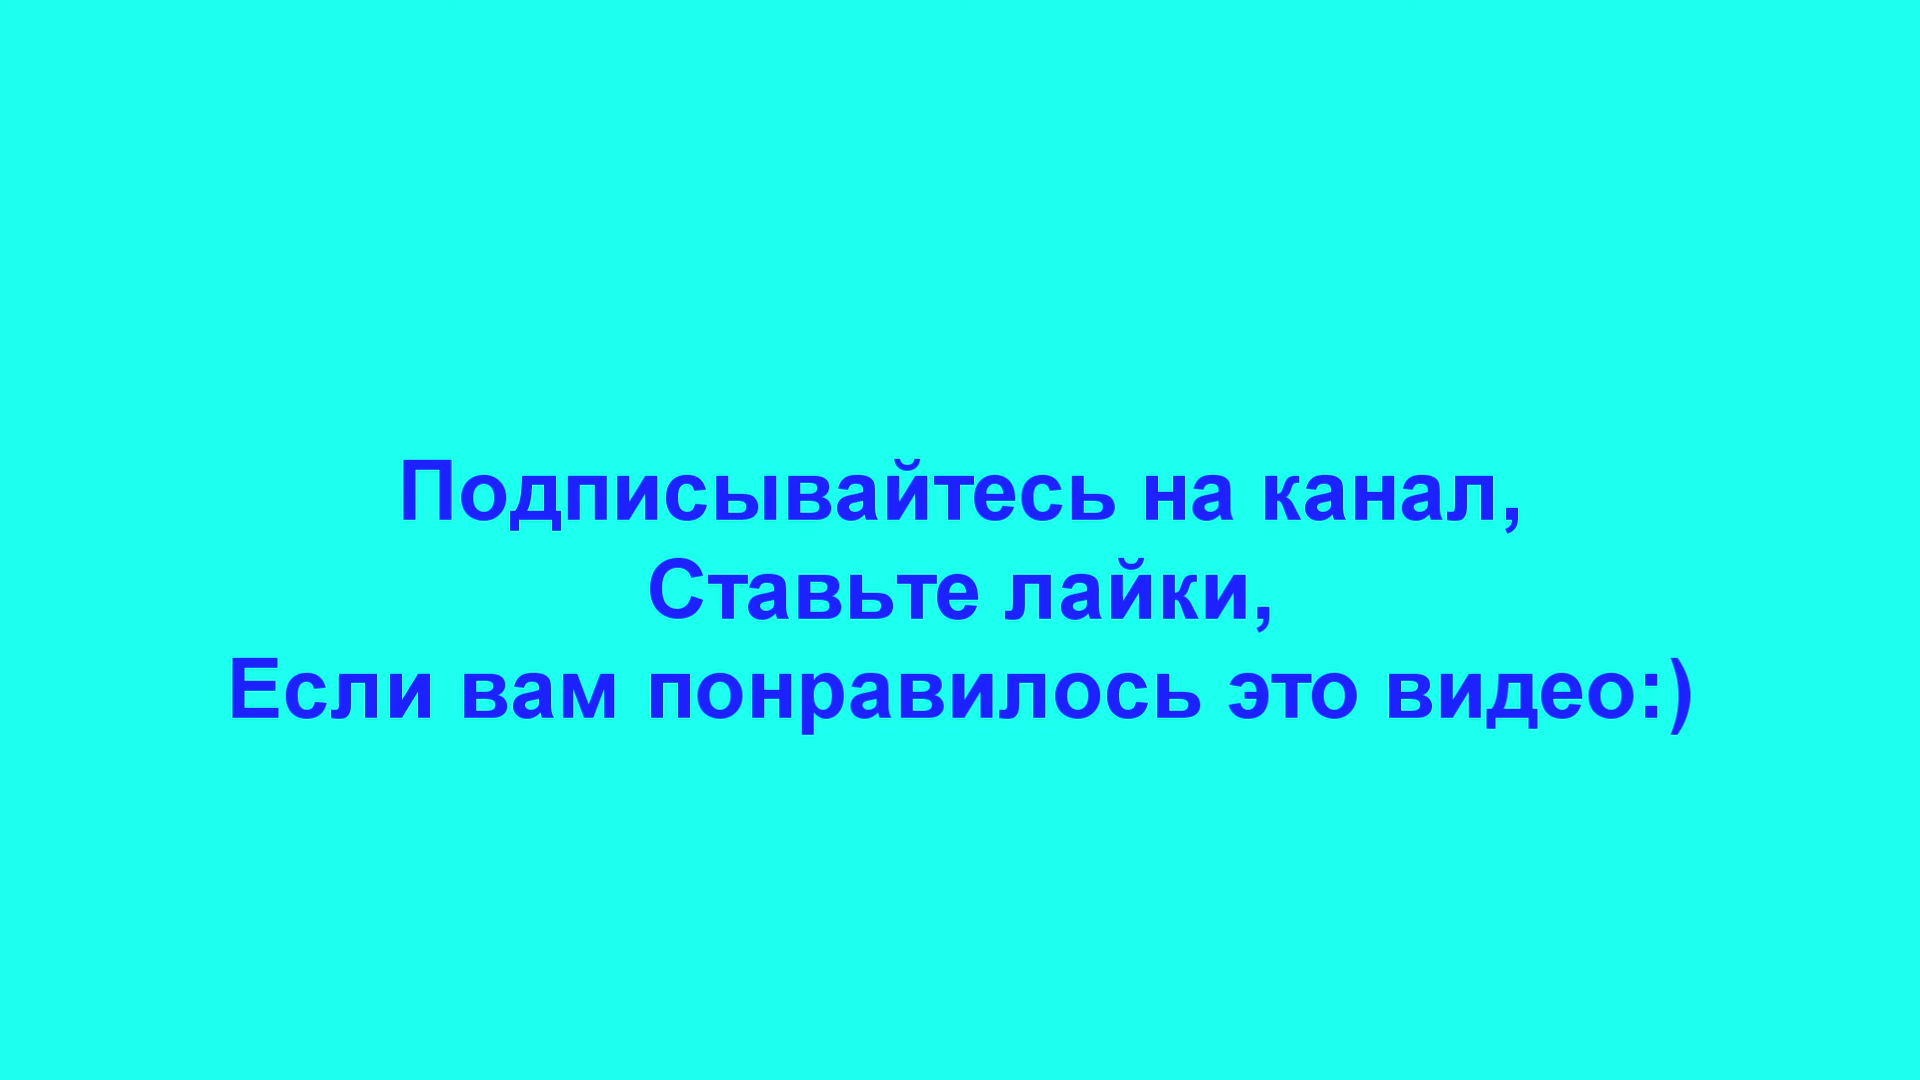 Подписывайтесь на канал,
Ставьте лайки,
Если вам понравилось это видео:)